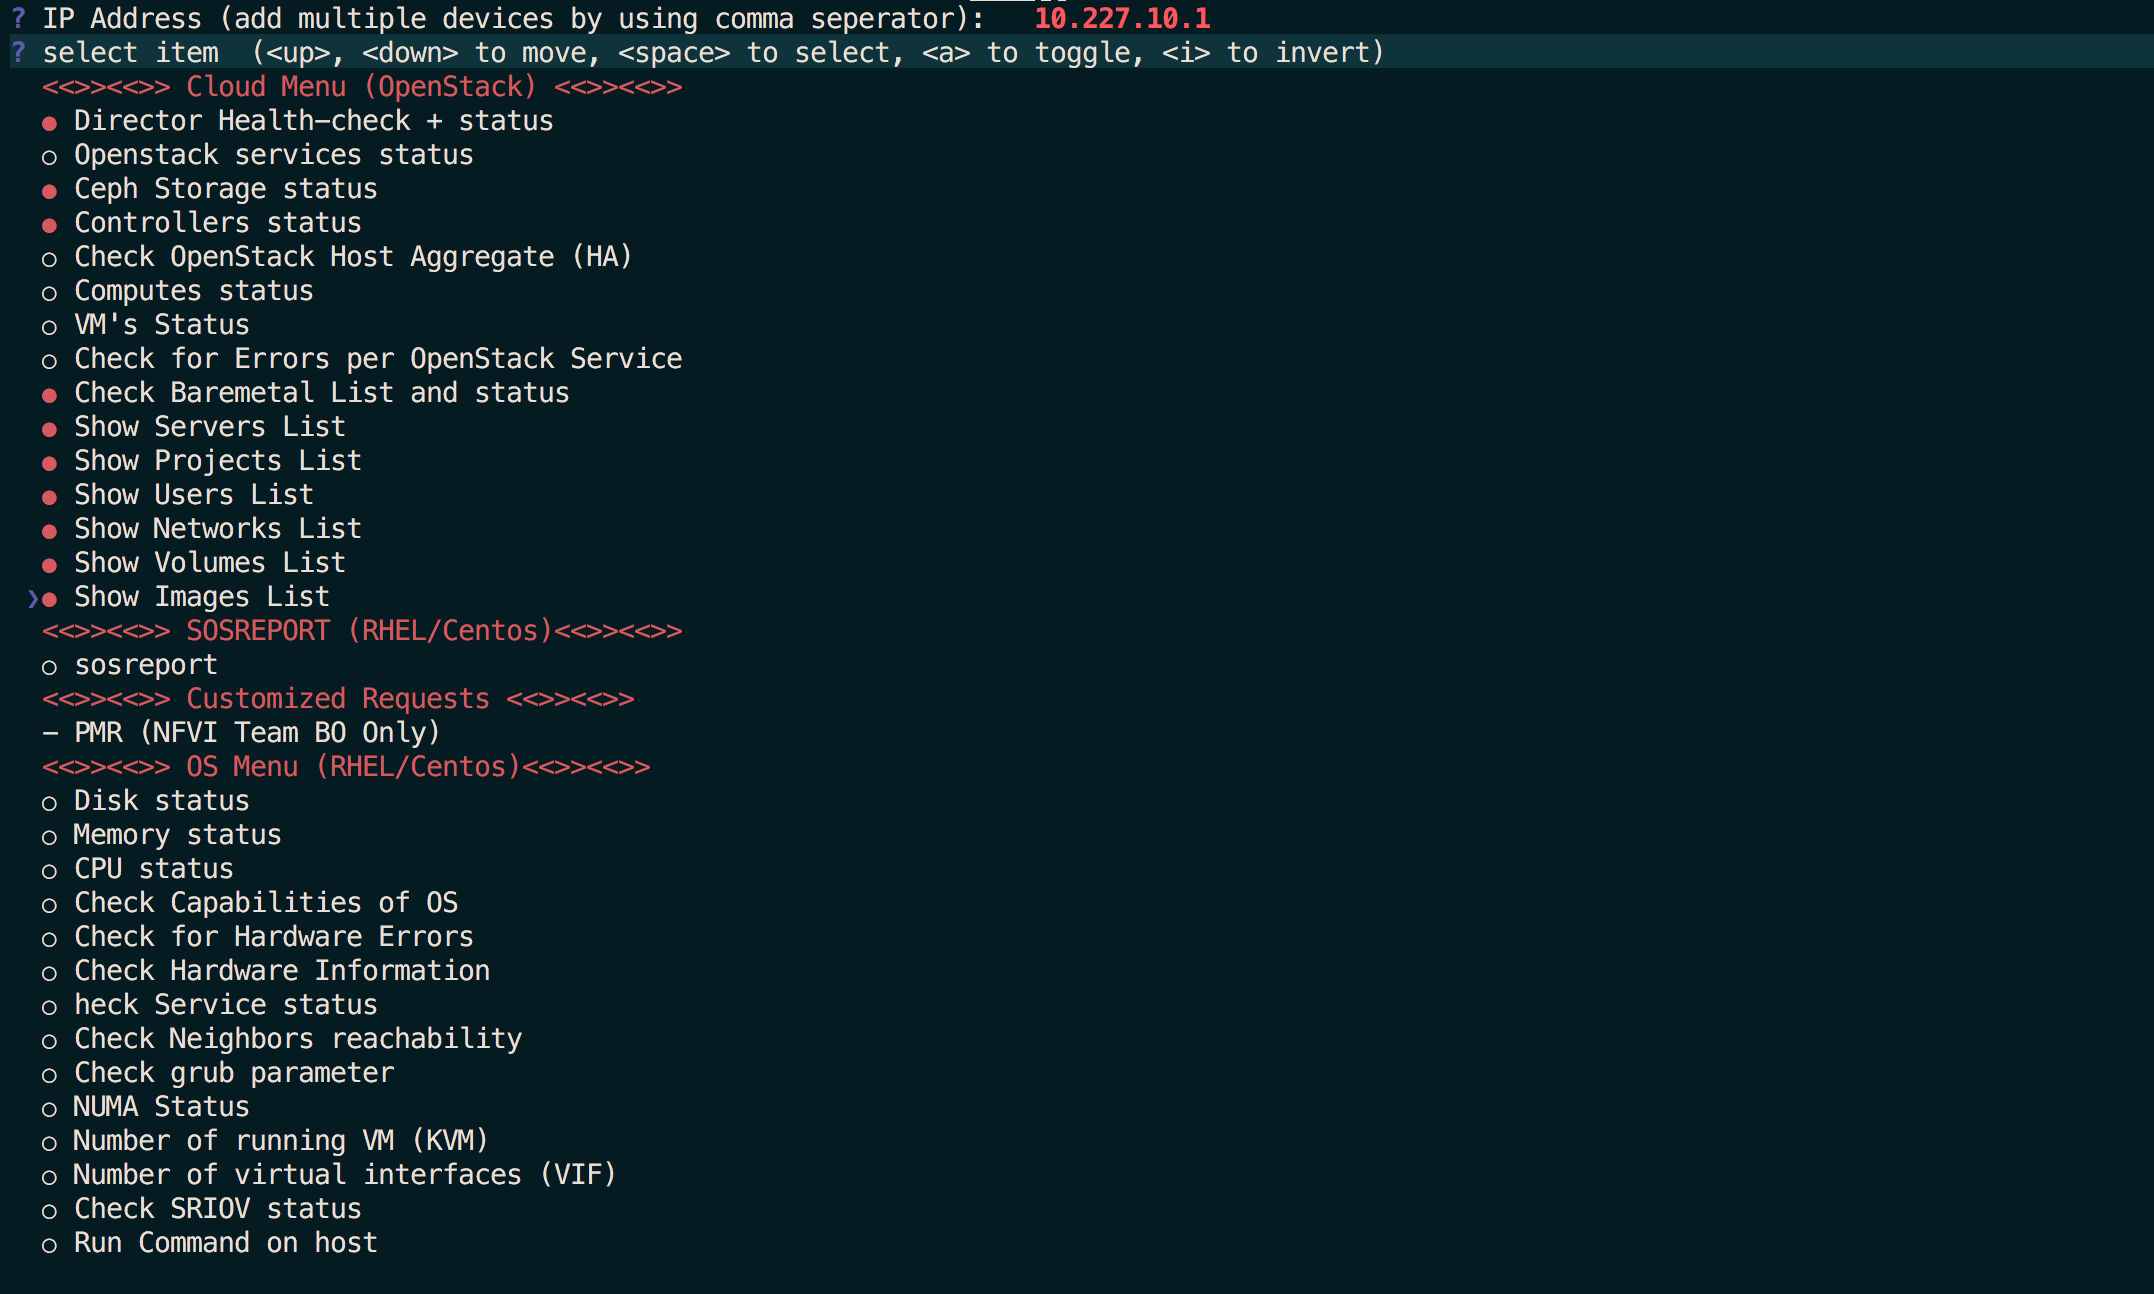 ? IP Address (add multiple devices by using comma seperator):   10.227.10.1
? select item  (<up>, <down> to move, <space> to select, <a> to toggle, <i> to invert)
<<>><<>> Cloud Menu (OpenStack) <<>><<>>
● Director Health-check + status
○ Openstack services status
● Ceph Storage status
● Controllers status
○ Check OpenStack Host Aggregate (HA)
○ Computes status
○ VM's Status
○ Check for Errors per OpenStack Service
● Check Baremetal List and status
● Show Servers List
● Show Projects List
● Show Users List
● Show Networks List
● Show Volumes List
❯● Show Images List
<<>><<>> SOSREPORT (RHEL/Centos)<<>><<>>
○ sosreport
<<>><<>> Customized Requests <<>><<>>
- PMR (NFVI Team BO Only)
<<>><<>> OS Menu (RHEL/Centos)<<>><<>>
○ Disk status
○ Memory status
○ CPU status
○ Check Capabilities of OS
○ Check for Hardware Errors
○ Check Hardware Information
○ heck Service status
○ Check Neighbors reachability
○ Check grub parameter
○ NUMA Status
○ Number of running VM (KVM)
○ Number of virtual interfaces (VIF)
○ Check SRIOV status
○ Run Command on host